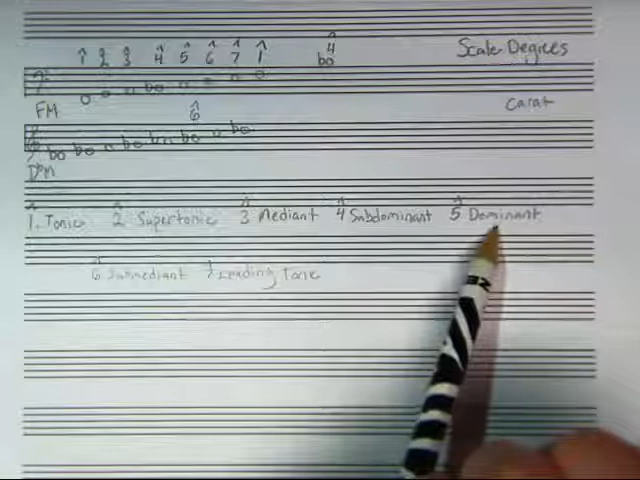 1 2 3 4 5 6 7 1 4 Scale Degrees
FM 6 Carat
DbM
1. Tonic 2 Supertonic 3 Mediant 4 Subdominant 5 Dominant
6 Submediant 7 Leading Tone